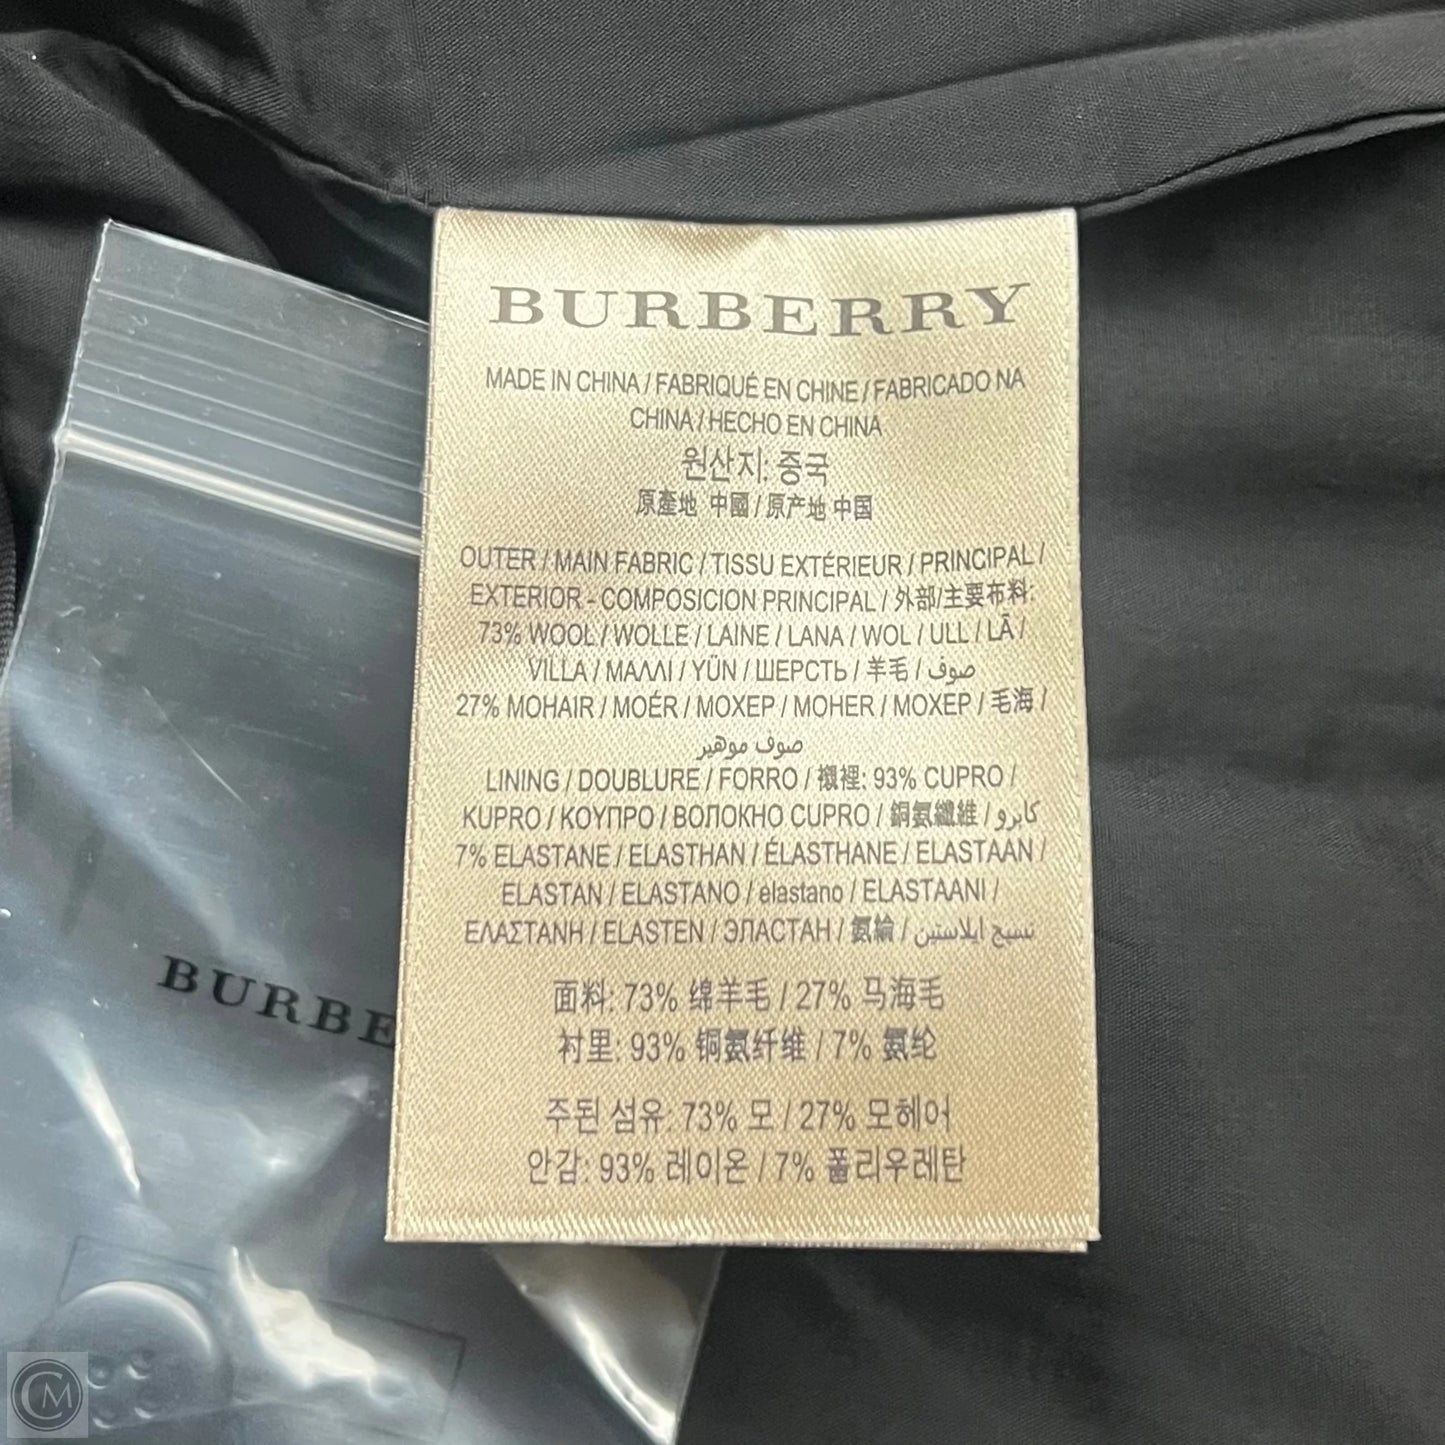 BURBERRY
MADE IN CHINA / FABRIQUÉ EN CHINE / FABRICADO NA
CHINA / HECHO EN CHINA
원산지: 중국
原產地 中國 / 原产地 中国
OUTER / MAIN FABRIC / TISSU EXTÉRIEUR / PRINCIPAL /
EXTERIOR - COMPOSICION PRINCIPAL / 外部/主要布料:
73% WOOL / WOLLE / LAINE / LANA / WOL / ULL / LÃ /
VILLA / ΜΑΛΛΙ / YÜN / ШЕРСТЬ / 羊毛 / صوف
27% MOHAIR / MOÉR / ΜΟΧΕΡ / MOHER / МОХЕР / 毛海 /
صوف موهير
LINING / DOUBLURE / FORRO / 襯裡: 93% CUPRO /
KUPRO / ΚΟΥΠΡΟ / ВОЛОКНО CUPRO / 銅氨纖維 / كابرو
7% ELASTANE / ELASTHAN / ÉLASTHANE / ELASTAAN /
ELASTAN / ELASTANO / elastano / ELASTAANI /
ΕΛΑΣΤΑΝΗ / ELASTEN / ЭЛАСТАН / 氨綸 / نسيج ايلاستين
面料: 73% 绵羊毛 / 27% 马海毛
衬里: 93% 铜氨纤维 / 7% 氨纶
주된 섬유: 73% 모 / 27% 모헤어
안감: 93% 레이온 / 7% 폴리우레탄
BURBE
CM